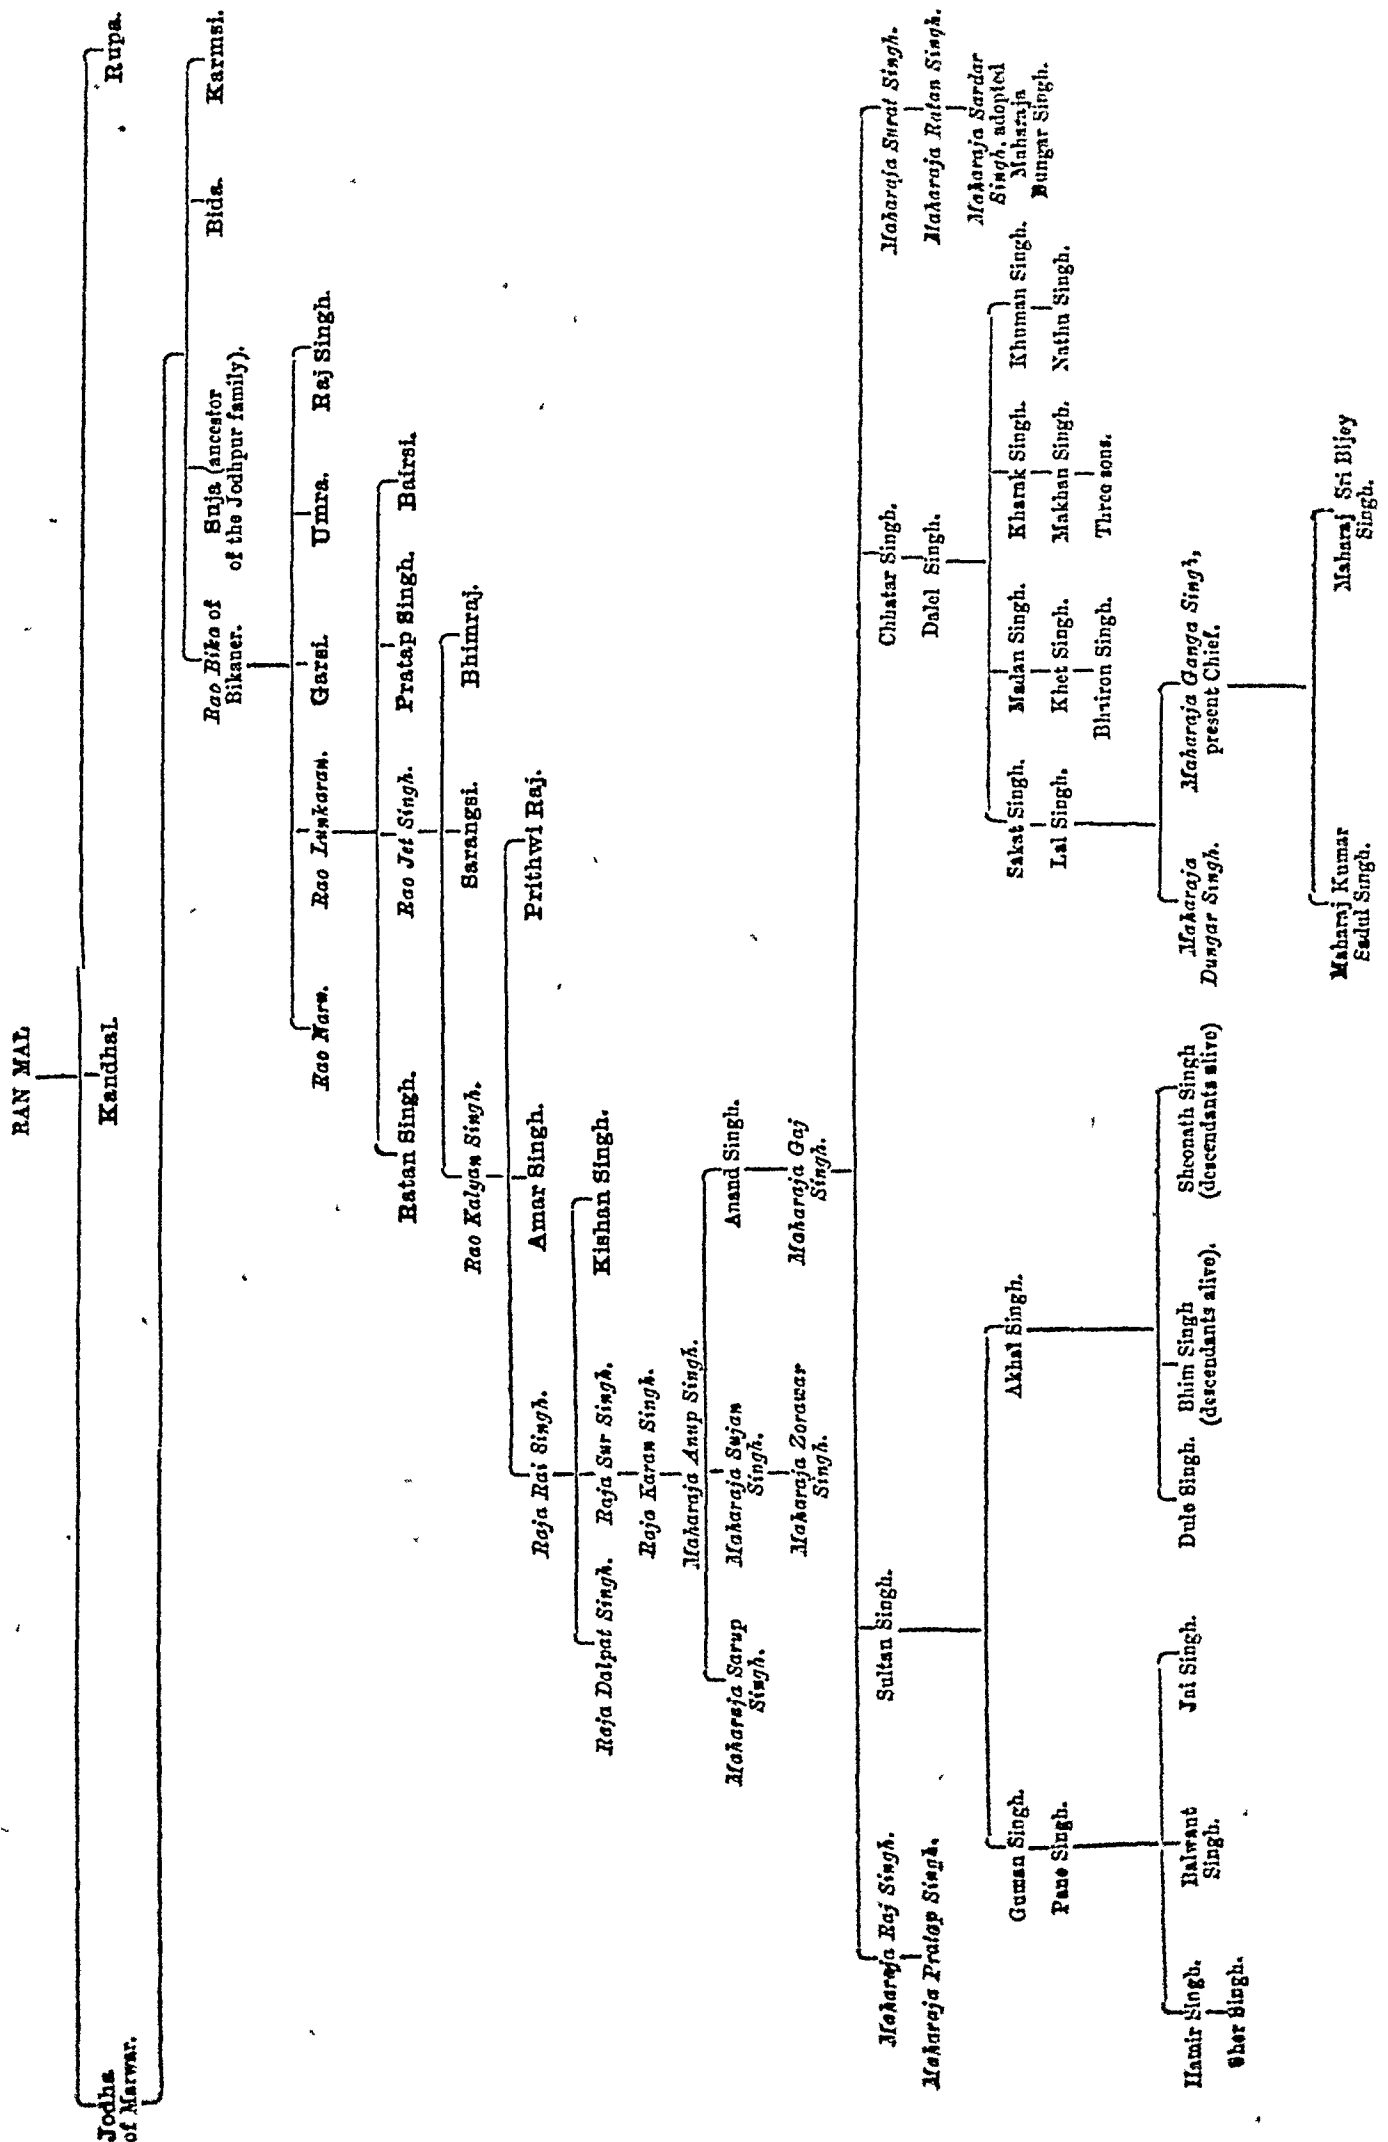 RAN MAL
Jodha
of Marwar.
Kandhal.
Rupa.
Rao Bika of
Bikaner.
Suja (ancestor
of the Jodhpur family).
Bida.
Karmsi.
Rao Naro.
Rao Lunkaran.
Garsi.
Umra.
Raj Singh.
Ratan Singh.
Rao Jet Singh.
Pratap Singh.
Bairsi.
Rao Kalyan Singh.
Sarangsi.
Bhimraj.
Raja Rai Singh.
Amar Singh.
Prithwi Raj.
Raja Dalpat Singh.
Raja Sur Singh.
Kishan Singh.
Raja Karan Singh.
Maharaja Anup Singh.
Maharaja Sarup
Singh.
Maharaja Sujan
Singh.
Anand Singh.
Maharaja Zorawar
Singh.
Maharaja Gaj
Singh.
Maharaja Raj Singh.
Sultan Singh.
Chhatar Singh.
Maharaja Surat Singh.
Maharaja Pratap Singh.
Dalel Singh.
Maharaja Ratan Singh.
Maharaja Sardar
Singh, adopted
Maharaja
Dungar Singh.
Guman Singh.
Akhai Singh.
Sakat Singh.
Madan Singh.
Kharak Singh.
Khuman Singh.
Pane Singh.
Lal Singh.
Khet Singh.
Makhan Singh.
Nathu Singh.
Bhairon Singh.
Three sons.
Hamir Singh.
Balwant
Singh.
Jai Singh.
Dule Singh.
Bhim Singh
(descendants alive).
Sheonath Singh
(descendants alive)
Maharaja
Dungar Singh.
Maharaja Ganga Singh,
present Chief.
Sher Singh.
Maharaj Kumar
Sadul Singh.
Maharaj Sri Bijey
Singh.